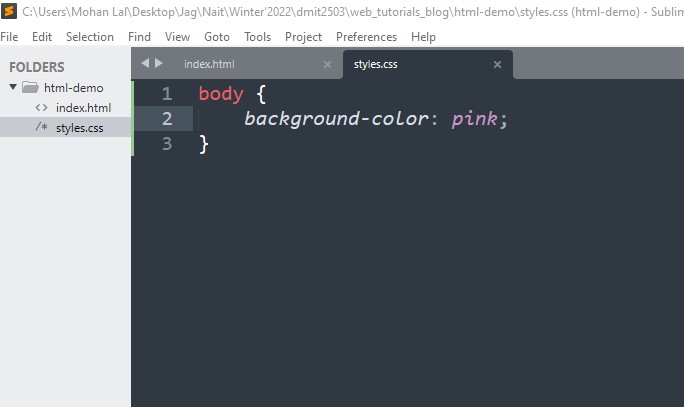 C:\Users\Mohan Lal\Desktop\Jag\Nait\Winter'2022\dmit2503\web_tutorials_blog\html-demo\styles.css (html-demo) - Sublim
File Edit Selection Find View Goto Tools Project Preferences Help
FOLDERS
html-demo
<> index.html
/* styles.css
index.html ×
styles.css ×
1 body {
2 background-color: pink;
3 }